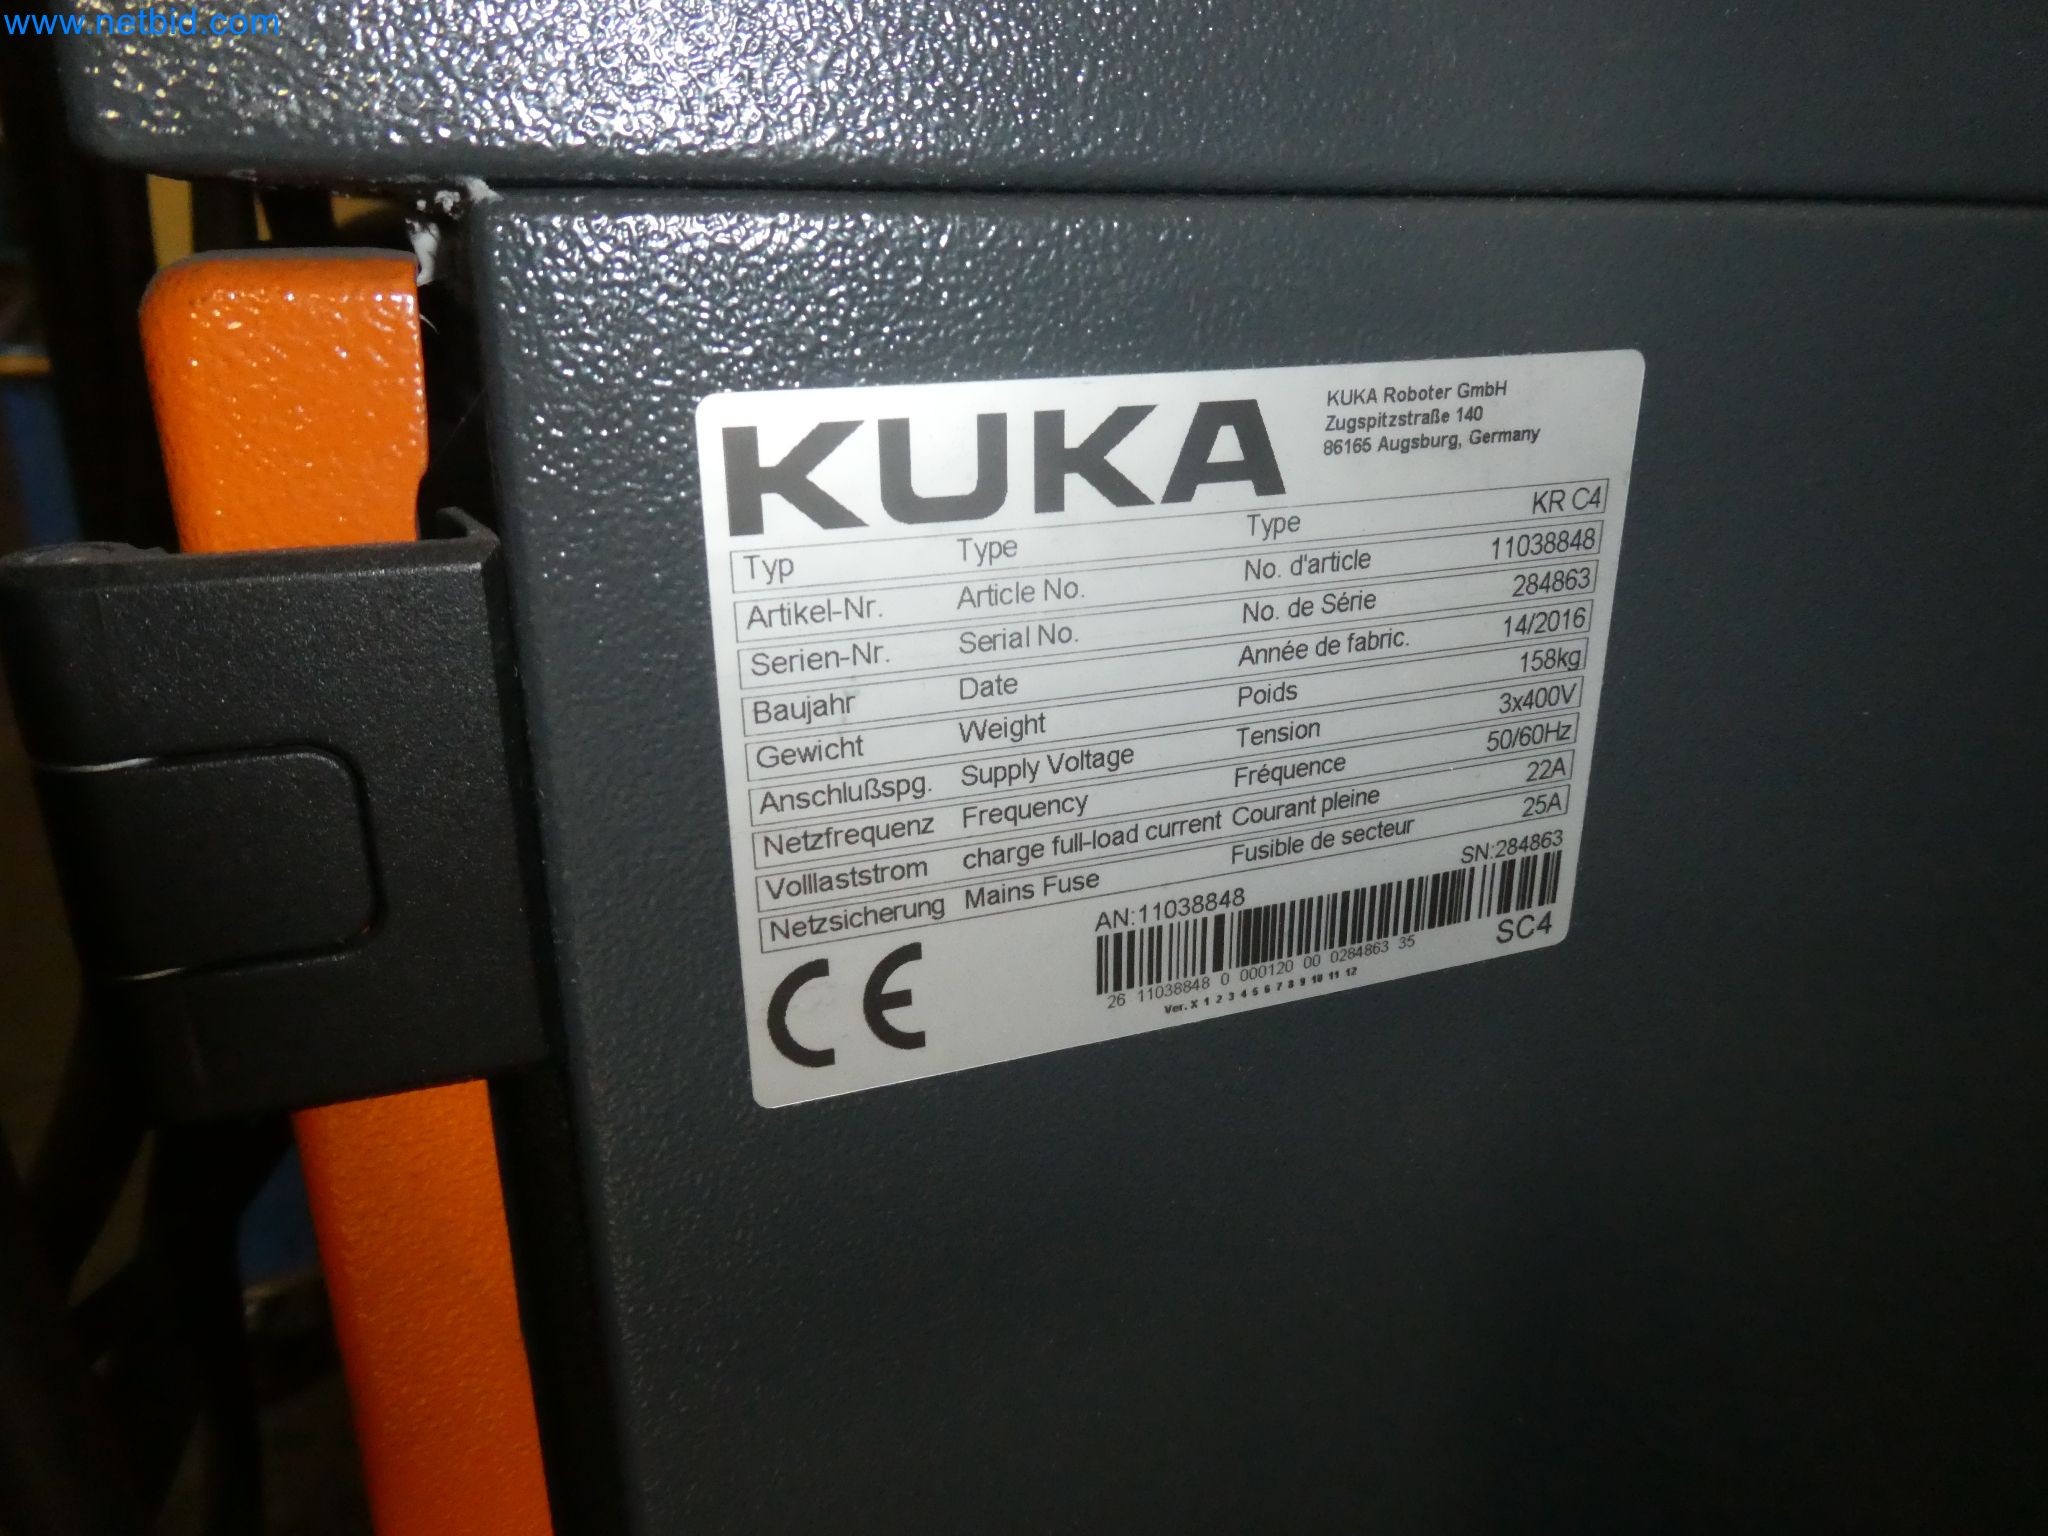 www.netbid.com
KUKA
KUKA Roboter GmbH
Zugspitzstraße 140
86165 Augsburg, Germany
Typ Type Type KR C4
Artikel-Nr. Article No. No. d'article 11038848
Serien-Nr. Serial No. No. de Série 284863
Baujahr Date Année de fabric. 14/2016
Gewicht Weight Poids 158kg
Anschlußspg. Supply Voltage Tension 3x400V
Netzfrequenz Frequency Fréquence 50/60Hz
Volllaststrom charge full-load current Courant pleine 22A
Netzsicherung Mains Fuse Fusible de secteur 25A
AN:11038848 SN:284863
26 11038848 0 000120 00 0284863 35
Ver. X 1 2 3 4 5 6 7 8 9 10 11 12
SC4
CE